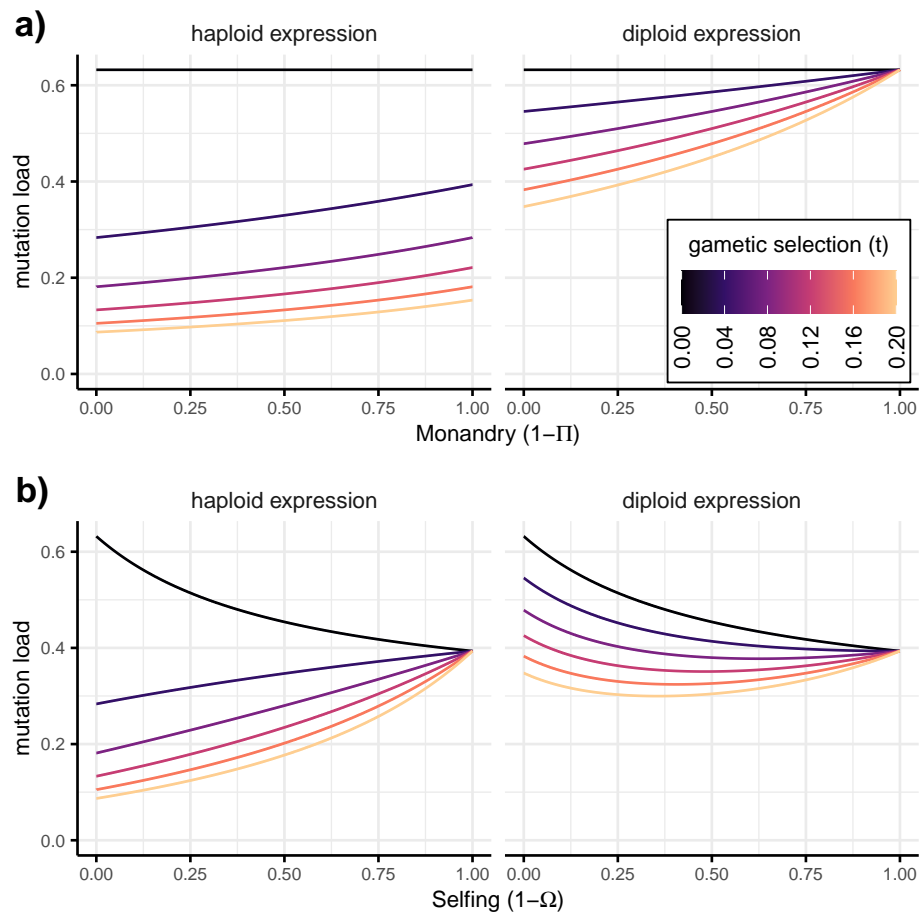 a)
haploid expression diploid expression
mutation load
0.6
0.4
0.2
0.0
gametic selection (t)
0.00 0.04 0.08 0.12 0.16 0.20
0.00 0.25 0.50 0.75 1.00 0.00 0.25 0.50 0.75 1.00
Monandry (1−Π)
b)
haploid expression diploid expression
mutation load
0.6
0.4
0.2
0.0
0.00 0.25 0.50 0.75 1.00 0.00 0.25 0.50 0.75 1.00
Selfing (1−Ω)